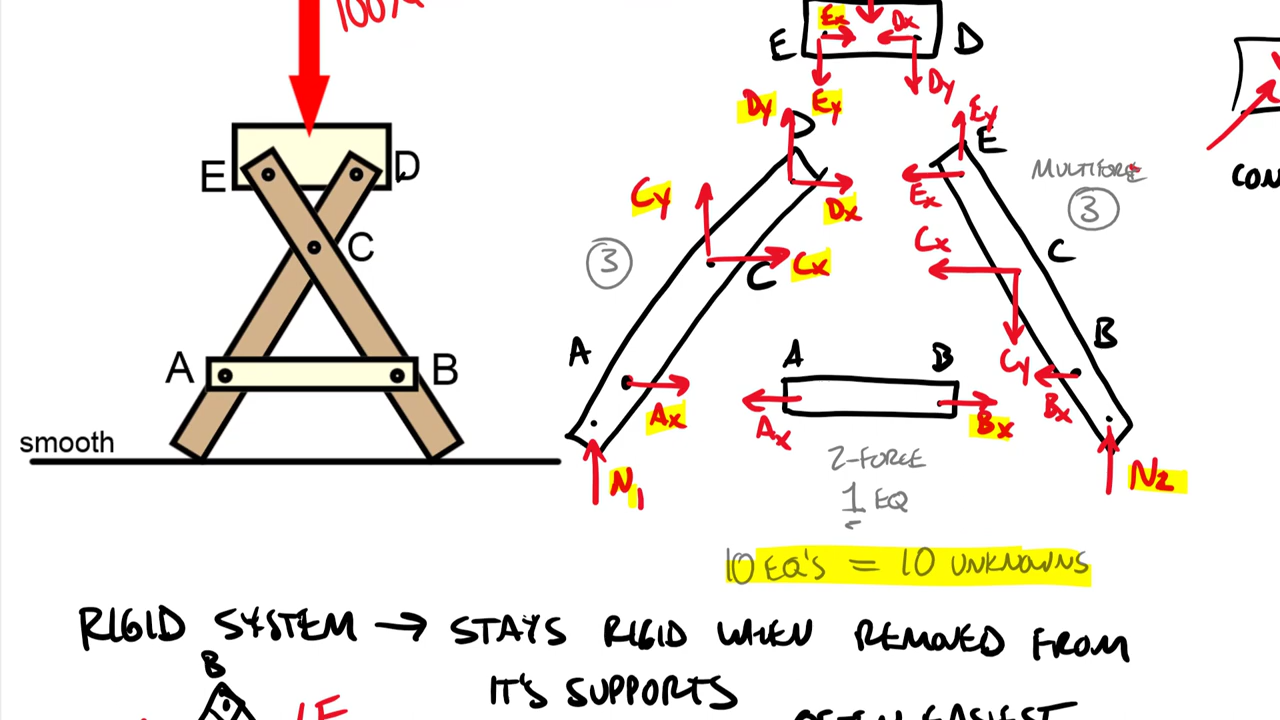 E
D
C
A
B
smooth
Ex
Dx
E
D
Ey
Dy
Dy
D
Ey
E
MULTIFORCE
3
Dx
Ex
Cy
Cx
C
3
Cx
C
A
Ax
N1
A
B
Ax
Bx
Cy
B
Bx
N2
2-FORCE
1 EQ
10 EQ'S = 10 UNKNOWNS
RIGID SYSTEM → STAYS RIGID WHEN REMOVED FROM
IT'S SUPPORTS
B